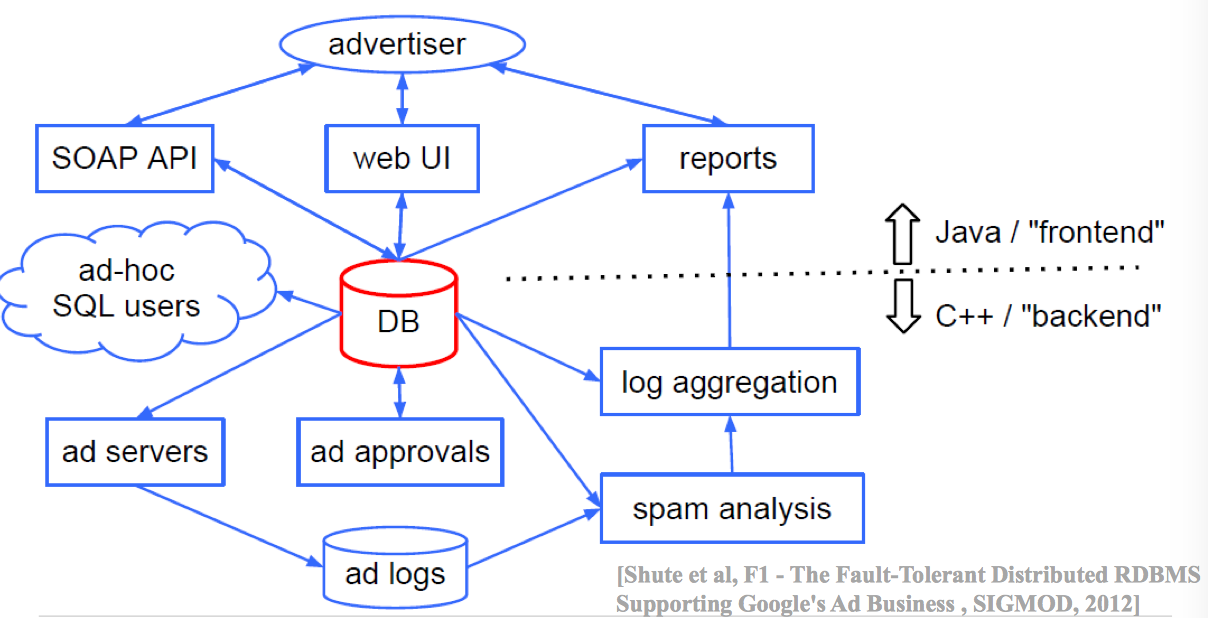 advertiser
SOAP API
web UI
reports
Java / "frontend"
ad-hoc
SQL users
DB
C++ / "backend"
log aggregation
ad servers
ad approvals
spam analysis
ad logs
[Shute et al, F1 - The Fault-Tolerant Distributed RDBMS
Supporting Google's Ad Business , SIGMOD, 2012]